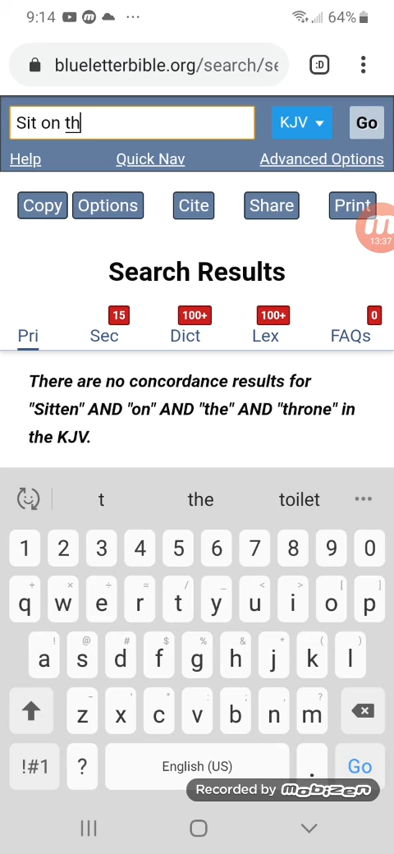 9:14 64%
blueletterbible.org/search/se :D
Sit on th KJV Go
Help Quick Nav Advanced Options
Copy Options Cite Share Print
13:37
Search Results
15 100+ 100+ 0
Pri Sec Dict Lex FAQs
There are no concordance results for
"Sitten" AND "on" AND "the" AND "throne" in
the KJV.
t the toilet
1 2 3 4 5 6 7 8 9 0
+ × ÷ = / _ < > [ ]
q w e r t y u i o p
! @ # $ % ^ & * ( )
a s d f g h j k l
- ' " : ; , ?
z x c v b n m
!#1 ? English (US) . Go
Recorded by mobizen